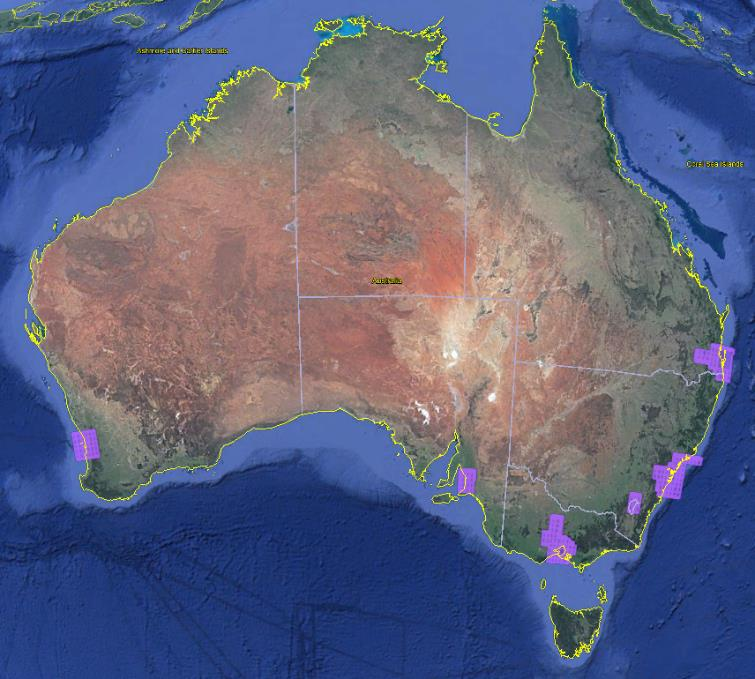 Ashmore and Cartier Islands
Coral Sea Islands
Australia